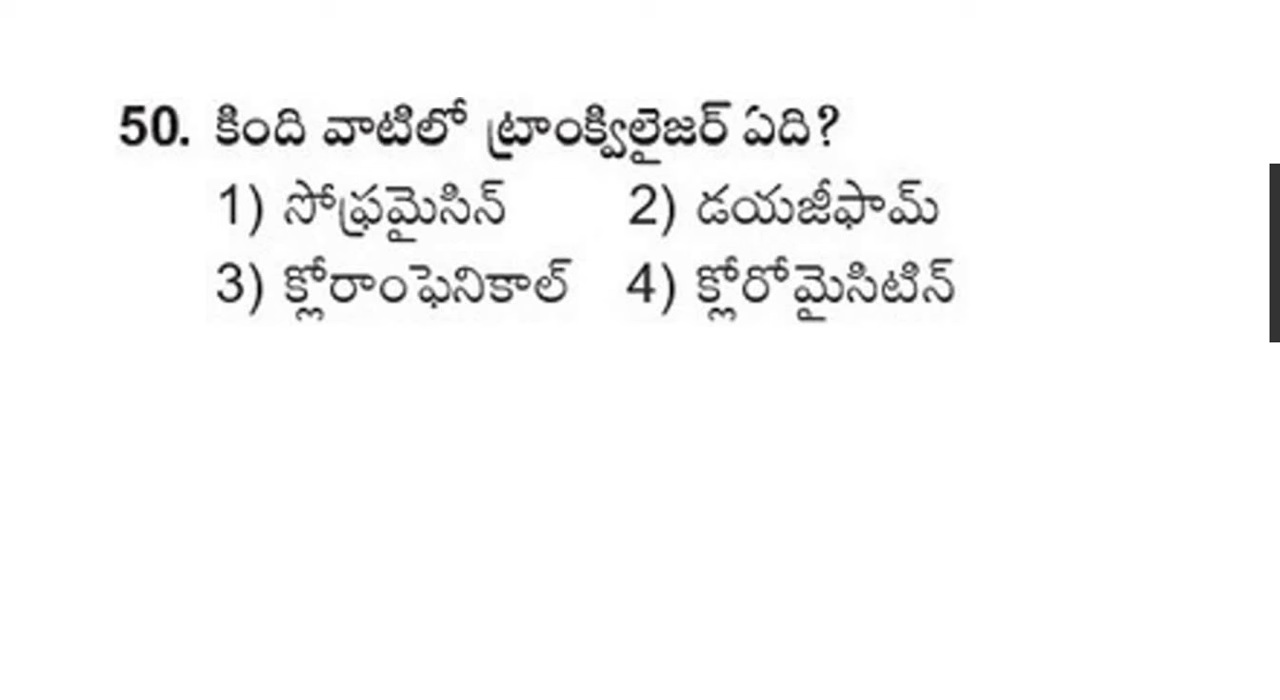 50. కింది వాటిలో ట్రాంక్విలైజర్ ఏది?
1) సోఫ్రమైసిన్ 2) డయజీఫామ్
3) క్లోరాంఫెనికాల్ 4) క్లోరోమైసిటిన్